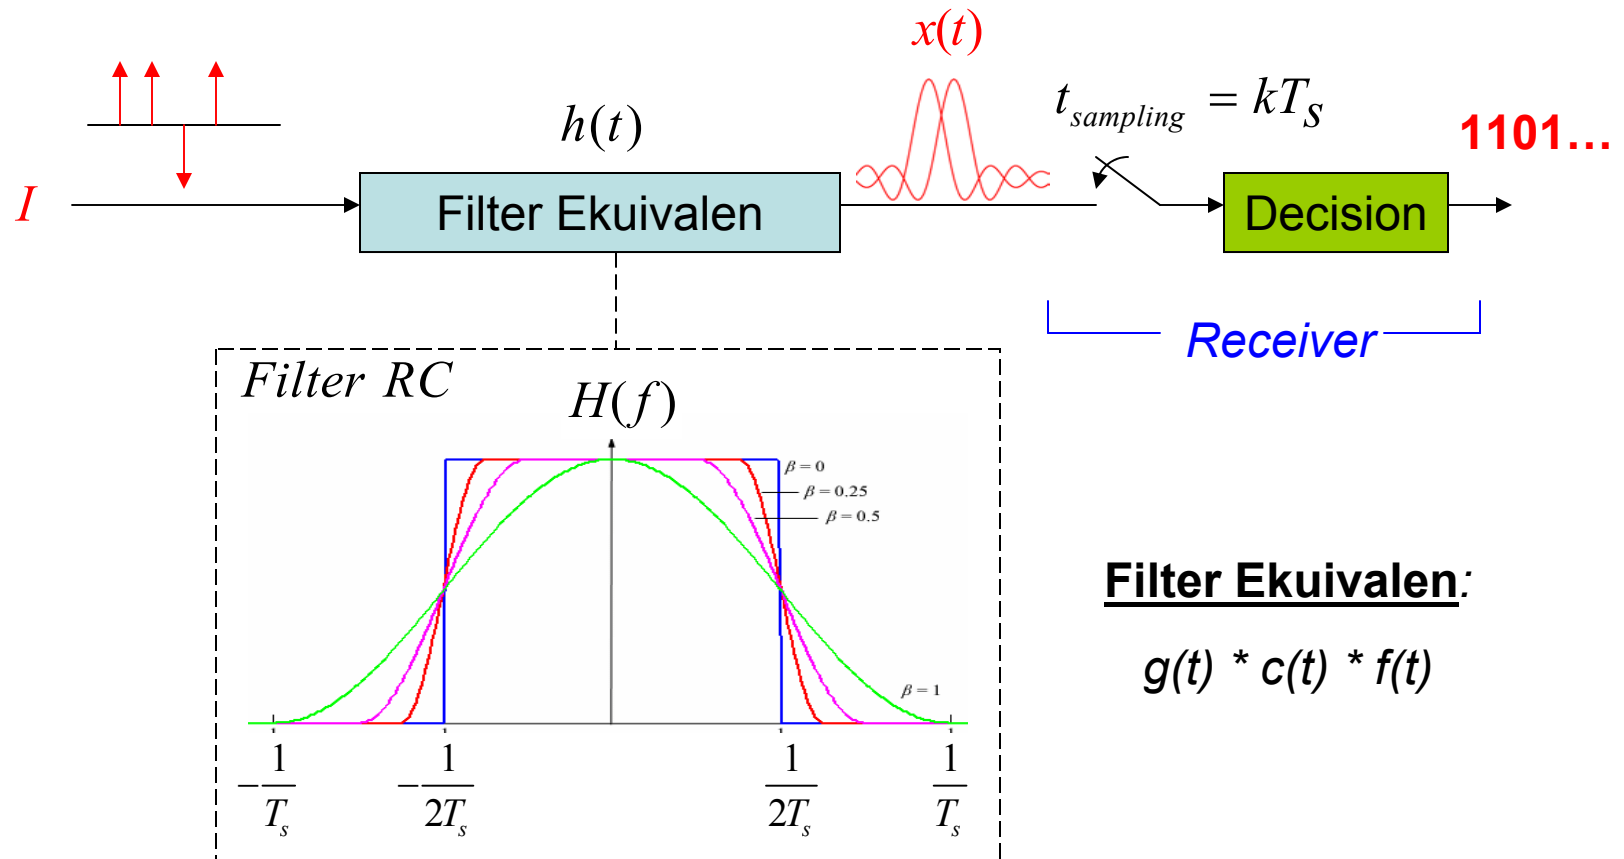 x(t)
t_sampling = kT_S
1101...
h(t)
I
Filter Ekuivalen
Decision
Receiver
Filter RC
H(f)
β = 0
β = 0.25
β = 0.5
β = 1
-1/T_s
-1/2T_s
1/2T_s
1/T_s
Filter Ekuivalen:
g(t) * c(t) * f(t)